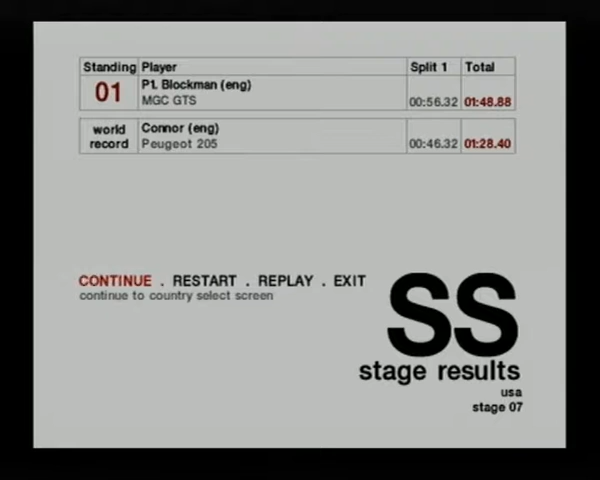 Standing Player Split 1 Total
01 P1. Blockman (eng)
MGC GTS 00:56.32 01:48.88
world Connor (eng)
record Peugeot 205 00:46.32 01:28.40
CONTINUE . RESTART . REPLAY . EXIT
continue to country select screen
SS
stage results
usa
stage 07